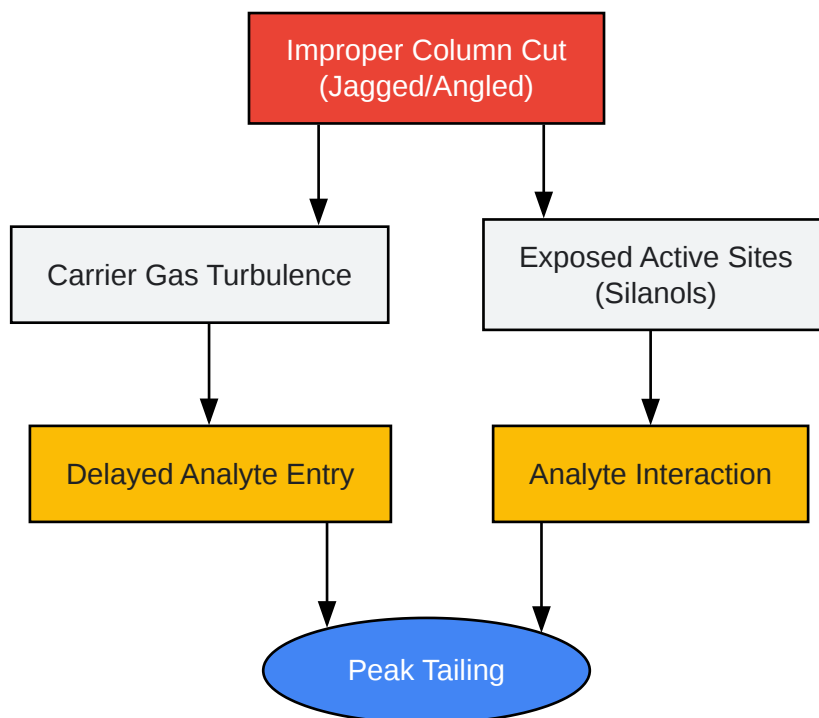 Improper Column Cut
(Jagged/Angled)
Carrier Gas Turbulence
Exposed Active Sites
(Silanols)
Delayed Analyte Entry
Analyte Interaction
Peak Tailing